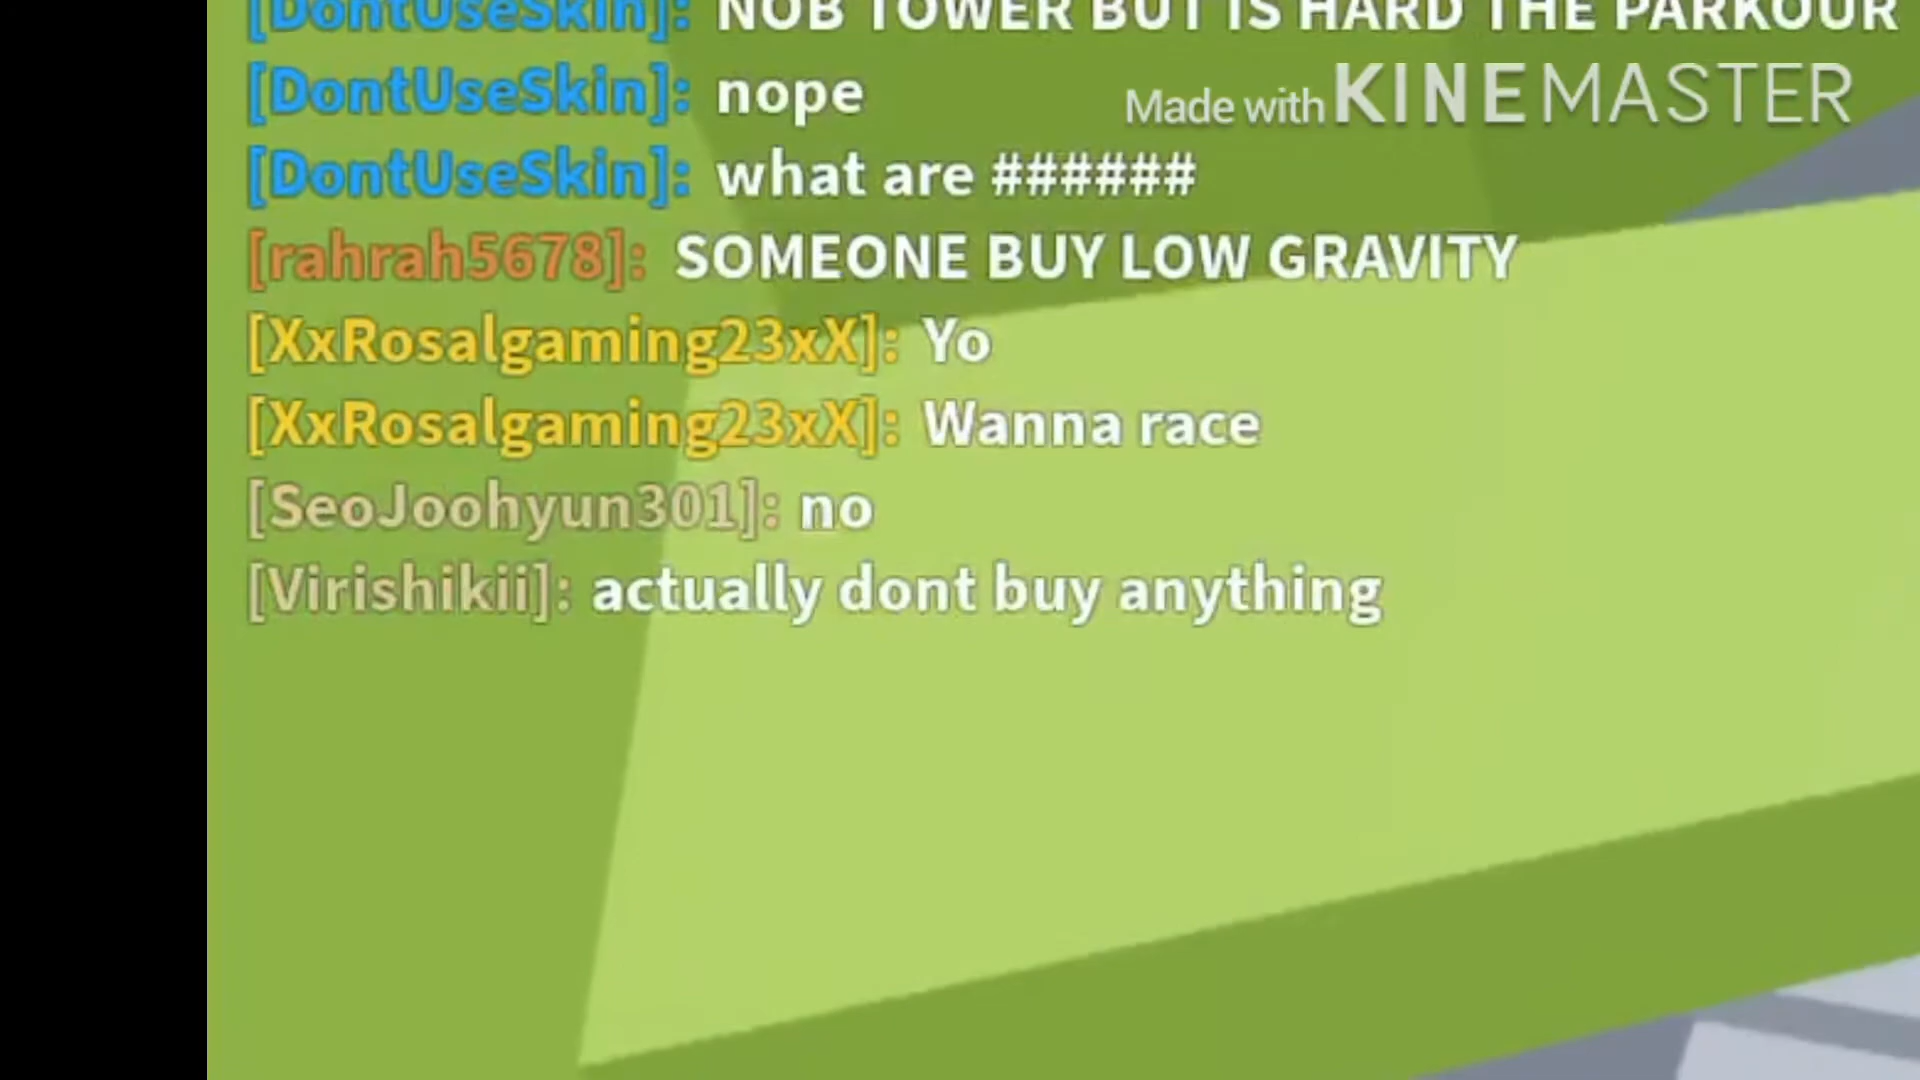 [DontUseSkin]: NOB TOWER BUT IS HARD THE PARKOUR
[DontUseSkin]: nope
Made with KINEMASTER
[DontUseSkin]: what are ######
[rahrah5678]: SOMEONE BUY LOW GRAVITY
[XxRosalgaming23xX]: Yo
[XxRosalgaming23xX]: Wanna race
[SeoJoohyun301]: no
[Virishikii]: actually dont buy anything